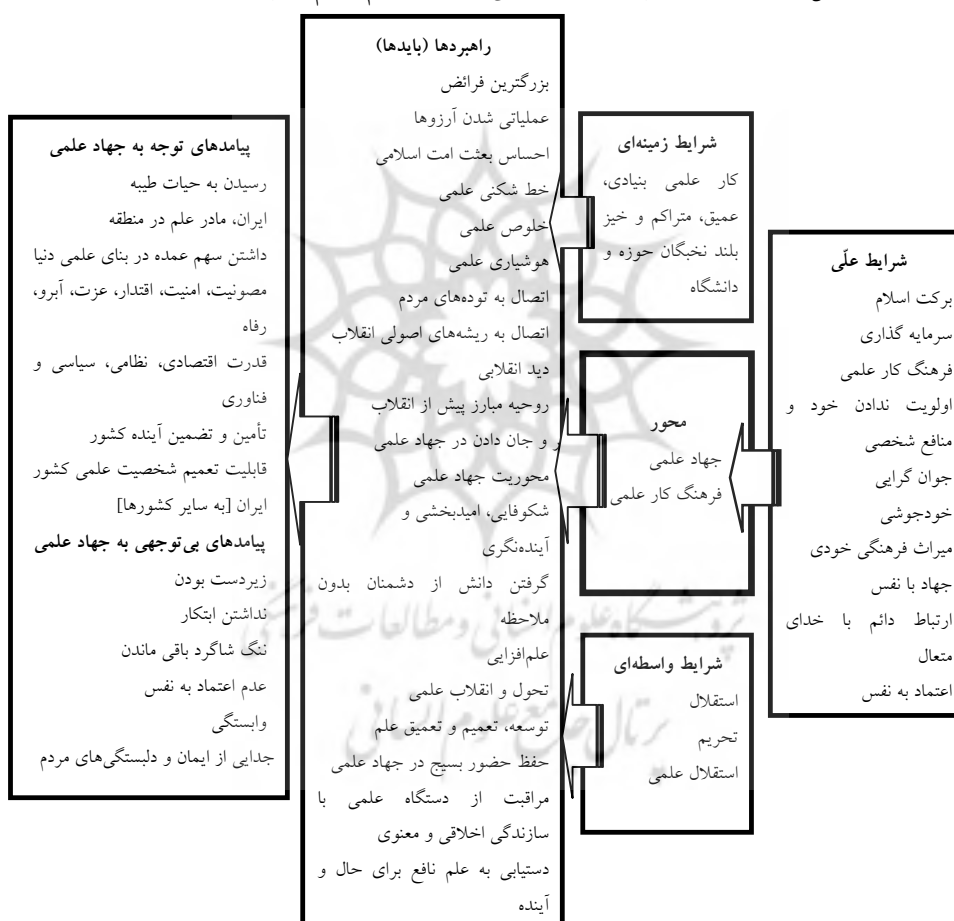 شرایط علّی
برکت اسلام
سرمایه گذاری
فرهنگ کار علمی
اولویت ندادن خود و
منافع شخصی
جوان گرایی
خودجوشی
میراث فرهنگی خودی
جهاد با نفس
ارتباط دائم با خدای
متعال
اعتماد به نفس
شرایط زمینه‌ای
کار علمی بنیادی،
عمیق، متراکم و خیز
بلند نخبگان حوزه و
دانشگاه
محور
جهاد علمی
فرهنگ کار علمی
شرایط واسطه‌ای
استقلال
تحریم
استقلال علمی
راهبردها (بایدها)
بزرگترین فرائض
عملیاتی شدن آرزوها
احساس بعثت امت اسلامی
خط شکنی علمی
خلوص علمی
هوشیاری علمی
اتصال به توده‌های مردم
اتصال به ریشه‌های اصولی انقلاب
دید انقلابی
روحیه مبارز پیش از انقلاب
و جان دادن در جهاد علمی
محوریت جهاد علمی
شکوفایی، امیدبخشی و
آینده‌نگری
گرفتن دانش از دشمنان بدون
ملاحظه
علم‌افزایی
تحول و انقلاب علمی
توسعه، تعمیم و تعمیق علم
حفظ حضور بسیج در جهاد علمی
مراقبت از دستگاه علمی با
سازندگی اخلاقی و معنوی
دستیابی به علم نافع برای حال و
آینده
پیامدهای توجه به جهاد علمی
رسیدن به حیات طیبه
ایران، مادر علم در منطقه
داشتن سهم عمده در بنای علمی دنیا
مصونیت، امنیت، اقتدار، عزت، آبرو،
رفاه
قدرت اقتصادی، نظامی، سیاسی و
فناوری
تأمین و تضمین آینده کشور
قابلیت تعمیم شخصیت علمی کشور
ایران [به سایر کشورها]
پیامدهای بی‌توجهی به جهاد علمی
زیردست بودن
نداشتن ابتکار
ننگ شاگرد باقی ماندن
عدم اعتماد به نفس
وابستگی
جدایی از ایمان و دلبستگی‌های مردم
پژوهشگاه علوم انسانی و مطالعات فرهنگی
پرتال جامع علوم انسانی